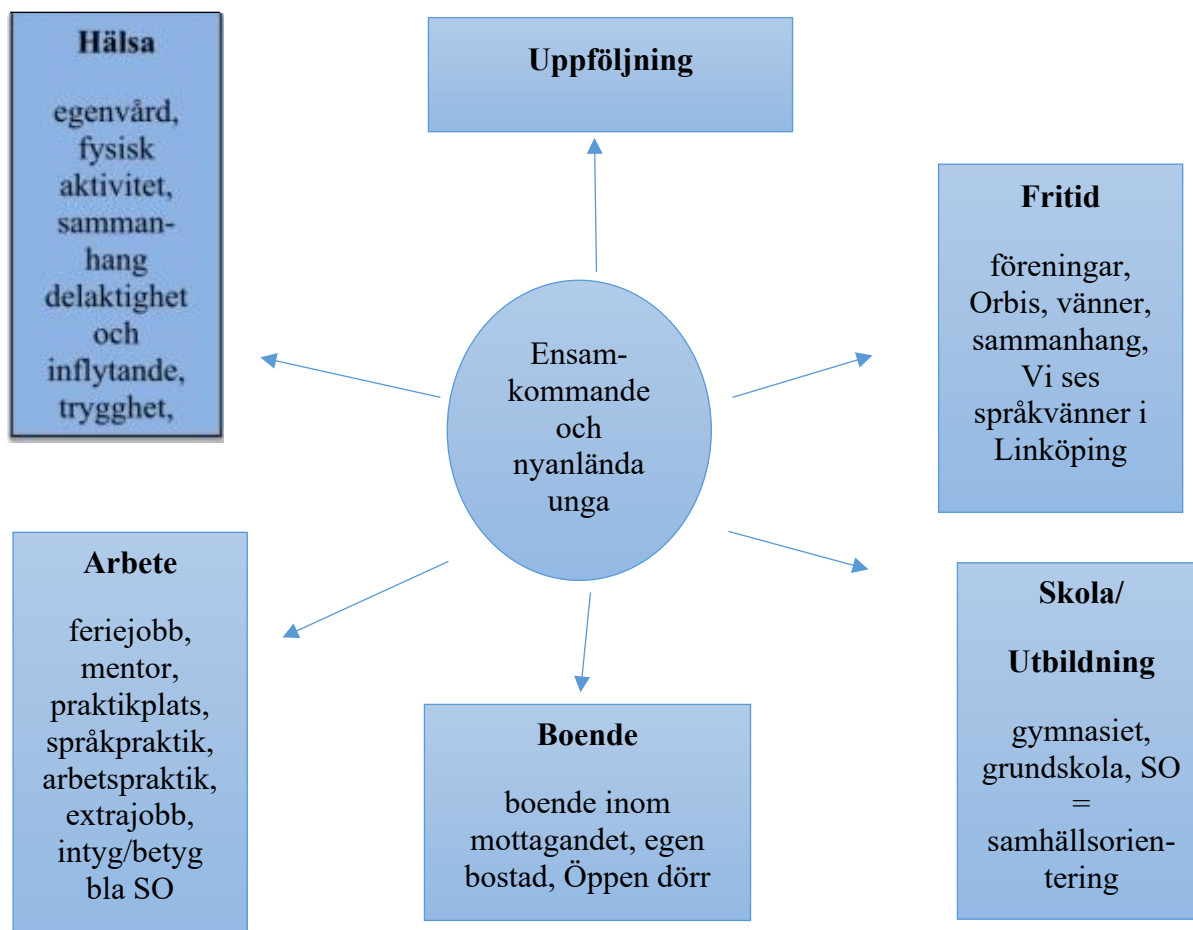 Hälsa
egenvård,
fysisk
aktivitet,
samman-
hang
delaktighet
och
inflytande,
trygghet,
Uppföljning
Fritid
föreningar,
Orbis, vänner,
sammanhang,
Vi ses
språkvänner i
Linköping
Ensam-
kommande
och
nyanlända
unga
Arbete
feriejobb,
mentor,
praktikplats,
språkpraktik,
arbetspraktik,
extrajobb,
intyg/betyg
bla SO
Boende
boende inom
mottagandet, egen
bostad, Öppen dörr
Skola/
Utbildning
gymnasiet,
grundskola, SO
=
samhällsorien-
tering